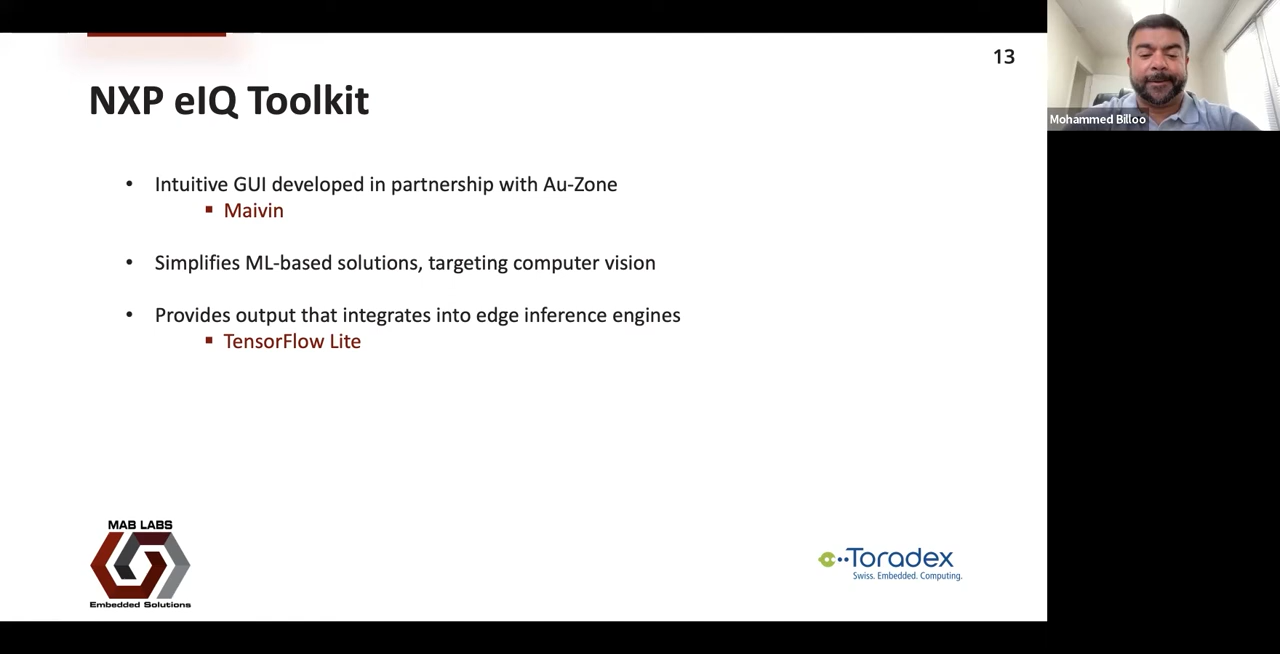 13
NXP eIQ Toolkit
• Intuitive GUI developed in partnership with Au-Zone
▪ Maivin
• Simplifies ML-based solutions, targeting computer vision
• Provides output that integrates into edge inference engines
▪ TensorFlow Lite
MAB LABS
Embedded Solutions
Toradex
Swiss. Embedded. Computing.
Mohammed Billoo